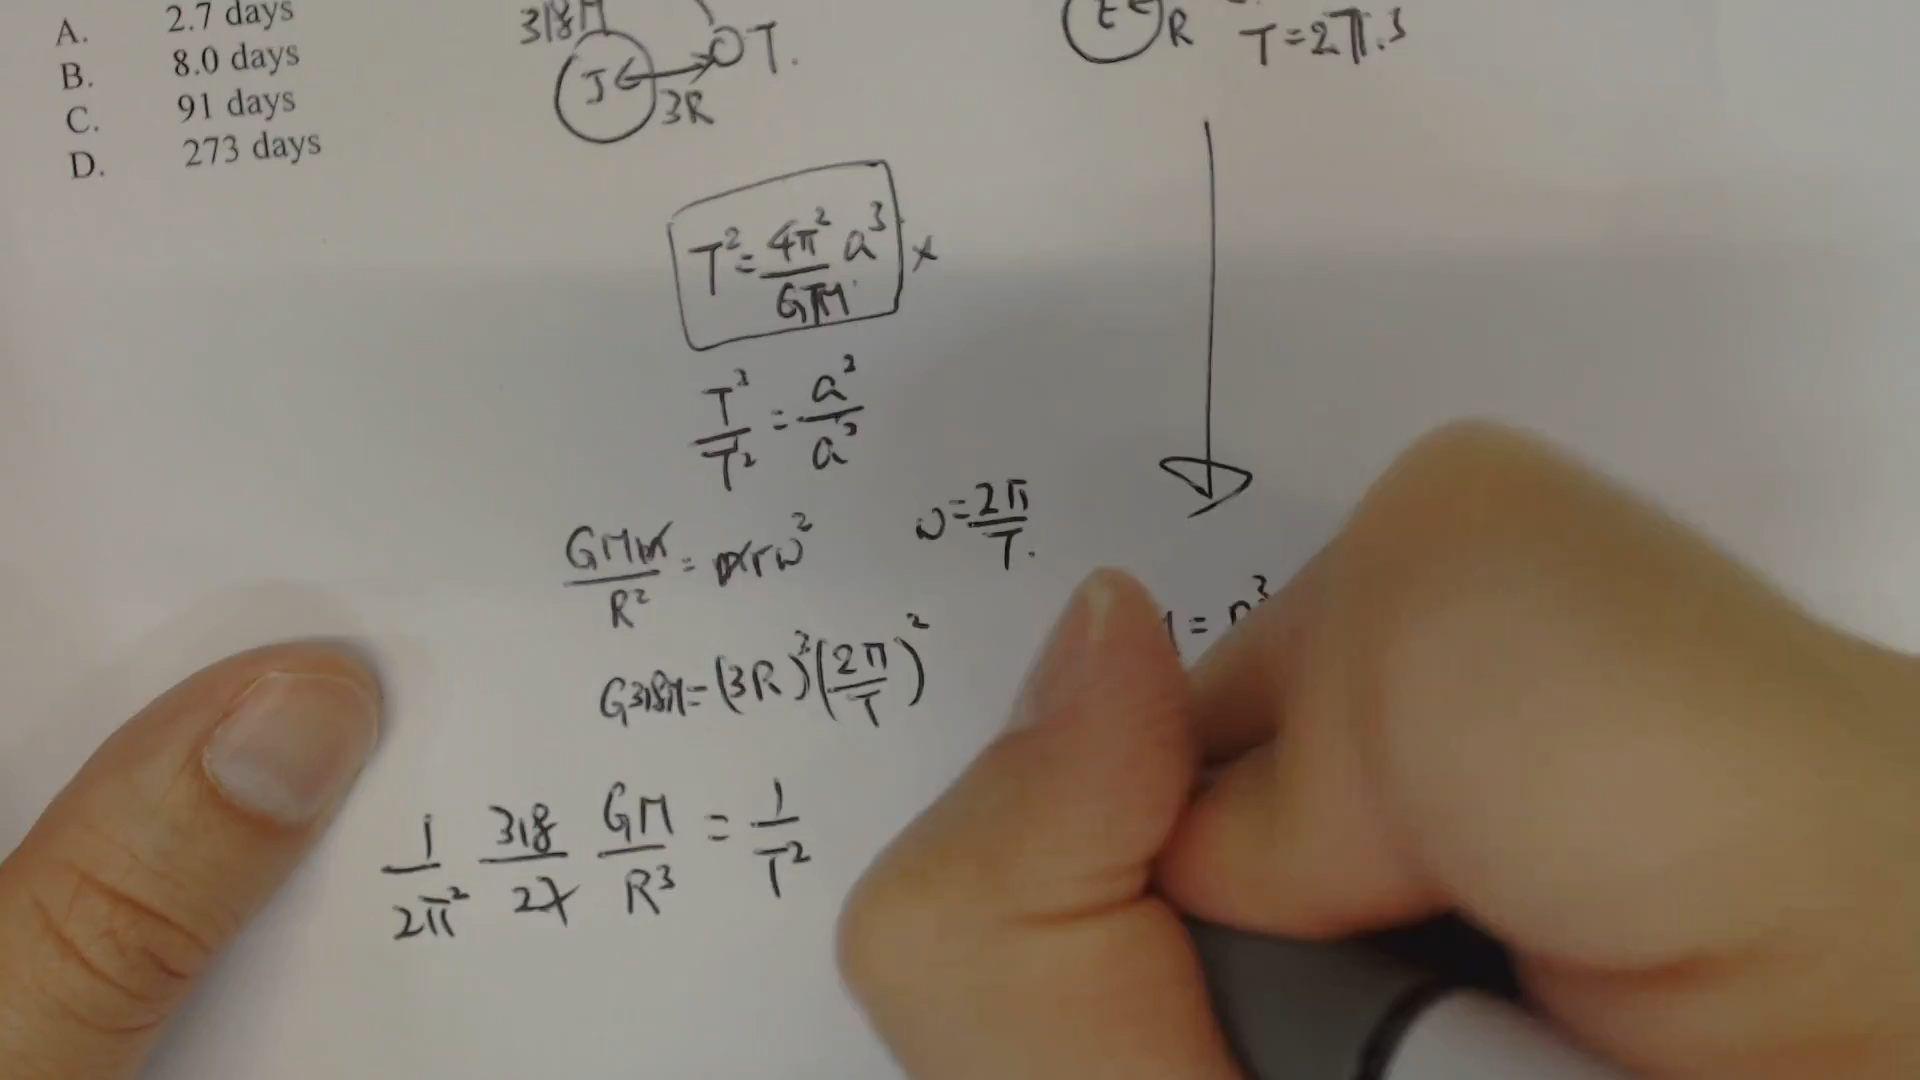 A. 2.7 days
B. 8.0 days
C. 91 days
D. 273 days
318M
J
T.
3R
E
R
T=2π.3
T² = 4π²/GM a³ x
T²/T² = a³/a³
GMm/R² = mrω²
ω = 2π/T.
G318M = (3R)³(2π/T)²
= R³
1/2π² 318/27 GM/R³ = 1/T²